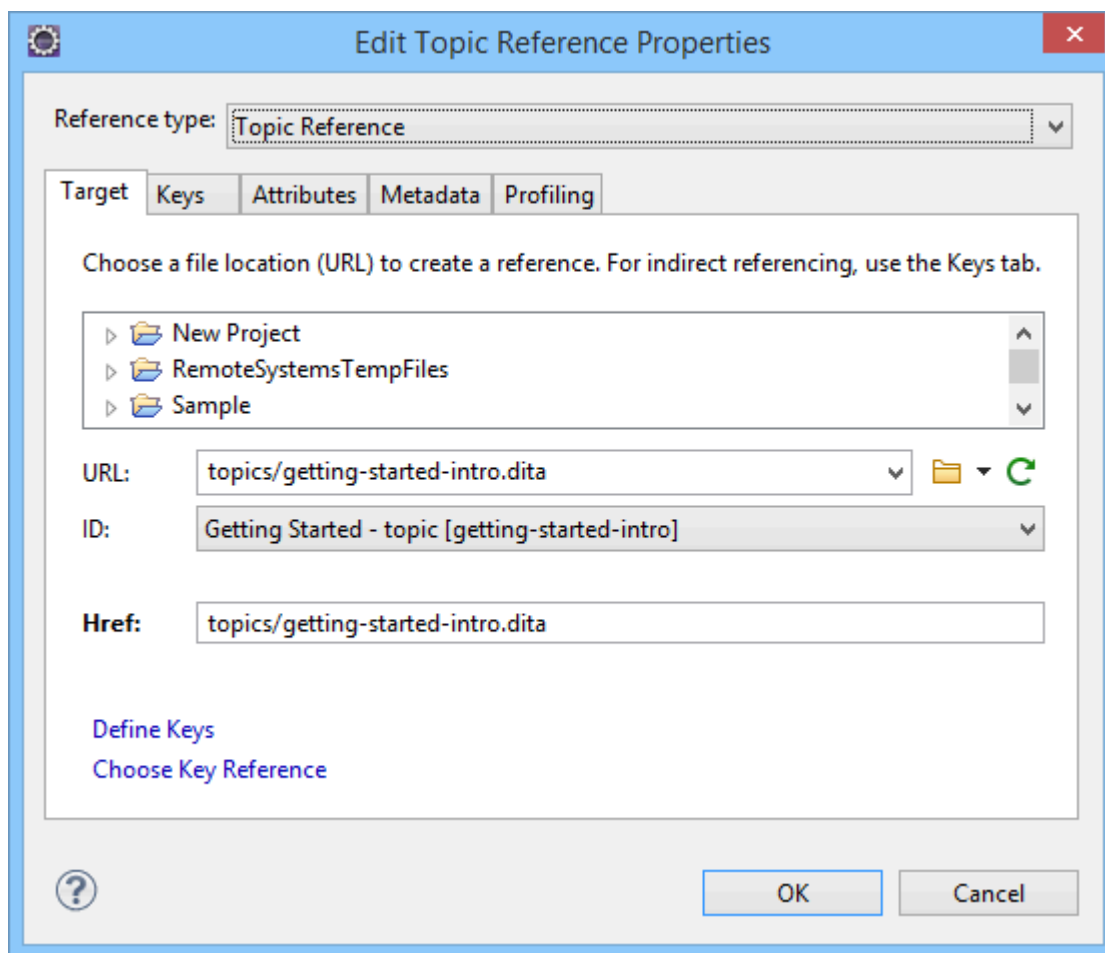 Edit Topic Reference Properties
Reference type: Topic Reference
Target Keys Attributes Metadata Profiling
Choose a file location (URL) to create a reference. For indirect referencing, use the Keys tab.
New Project
RemoteSystemsTempFiles
Sample
URL: topics/getting-started-intro.dita
ID: Getting Started - topic [getting-started-intro]
Href: topics/getting-started-intro.dita
Define Keys
Choose Key Reference
OK Cancel